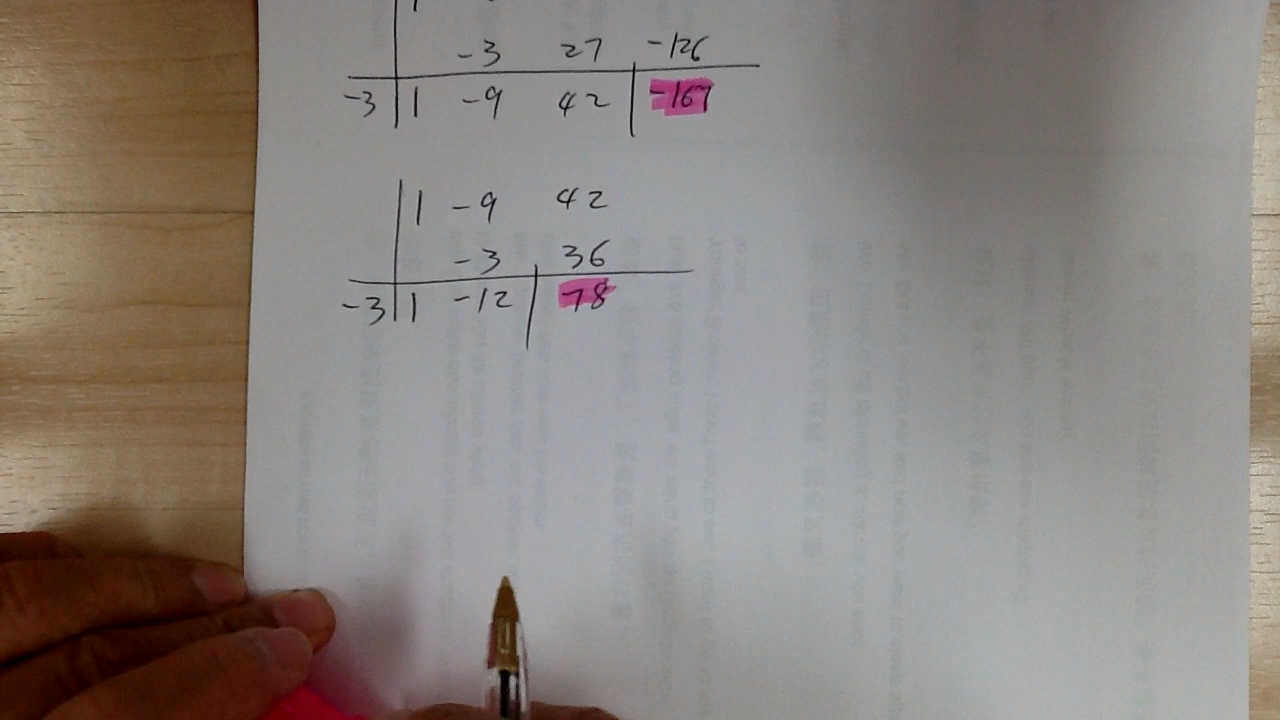 -3 27 -126
-3 1 -9 42 -167
1 -9 42
-3 36
-3 1 -12 78